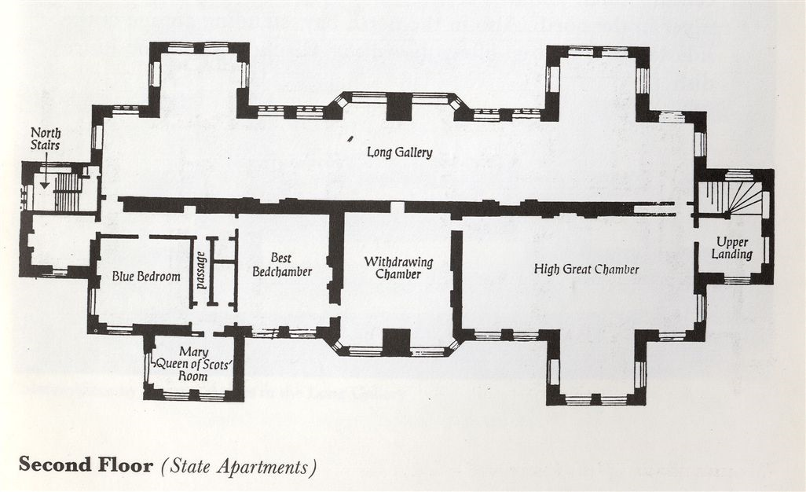 North
Stairs
Long Gallery
Blue Bedroom
passage
Best
Bedchamber
Withdrawing
Chamber
High Great Chamber
Upper
Landing
Mary
Queen of Scots'
Room
Second Floor (State Apartments)